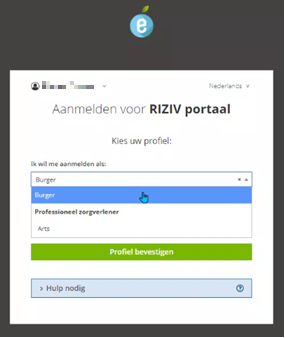 Nederlands
Aanmelden voor RIZIV portaal
Kies uw profiel:
Ik wil me aanmelden als:
Burger
Burger
Professioneel zorgverlener
Arts
Profiel bevestigen
Hulp nodig